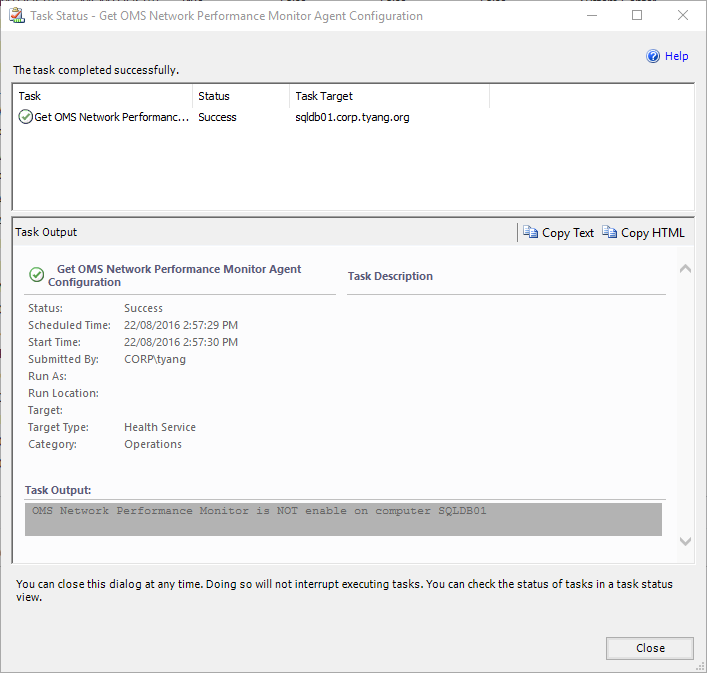 Task Status - Get OMS Network Performance Monitor Agent Configuration
Help
The task completed successfully.
Task Status Task Target
Get OMS Network Performanc... Success sqldb01.corp.tyang.org
Task Output Copy Text Copy HTML
Get OMS Network Performance Monitor Agent
Configuration
Task Description
Status: Success
Scheduled Time: 22/08/2016 2:57:29 PM
Start Time: 22/08/2016 2:57:30 PM
Submitted By: CORP\tyang
Run As:
Run Location:
Target:
Target Type: Health Service
Category: Operations
Task Output:
OMS Network Performance Monitor is NOT enable on computer SQLDB01
You can close this dialog at any time. Doing so will not interrupt executing tasks. You can check the status of tasks in a task status
view.
Close